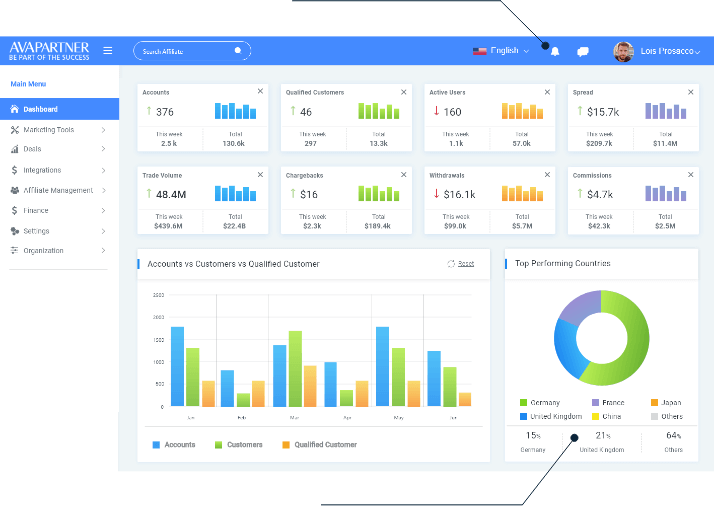 AVAPARTNER
BE PART OF THE SUCCESS
Search Affiliate
English
Lois Prosacco
Main Menu
Dashboard
Marketing Tools
Deals
Integrations
Affiliate Management
Finance
Settings
Organization
Accounts
376
This week
2.5 k
Total
130.6k
Qualified Customers
46
This week
297
Total
13.3k
Active Users
160
This week
1.1k
Total
57.0k
Spread
$15.7k
This week
$209.7k
Total
$11.4M
Trade Volume
48.4M
This week
$439.6M
Total
$22.4B
Chargebacks
$16
This week
$2.3k
Total
$189.4k
Withdrawals
$16.1k
This week
$99.0k
Total
$5.7M
Commissions
$4.7k
This week
$42.3k
Total
$2.5M
Accounts vs Customers vs Qualified Customer
Reset
2500
2000
1500
1000
500
0
Jan
Feb
Mar
Apr
May
Jun
Accounts
Customers
Qualified Customer
Top Performing Countries
Germany
France
Japan
United Kingdom
China
Others
15%
21%
64%
Germany
United Kingdom
Others